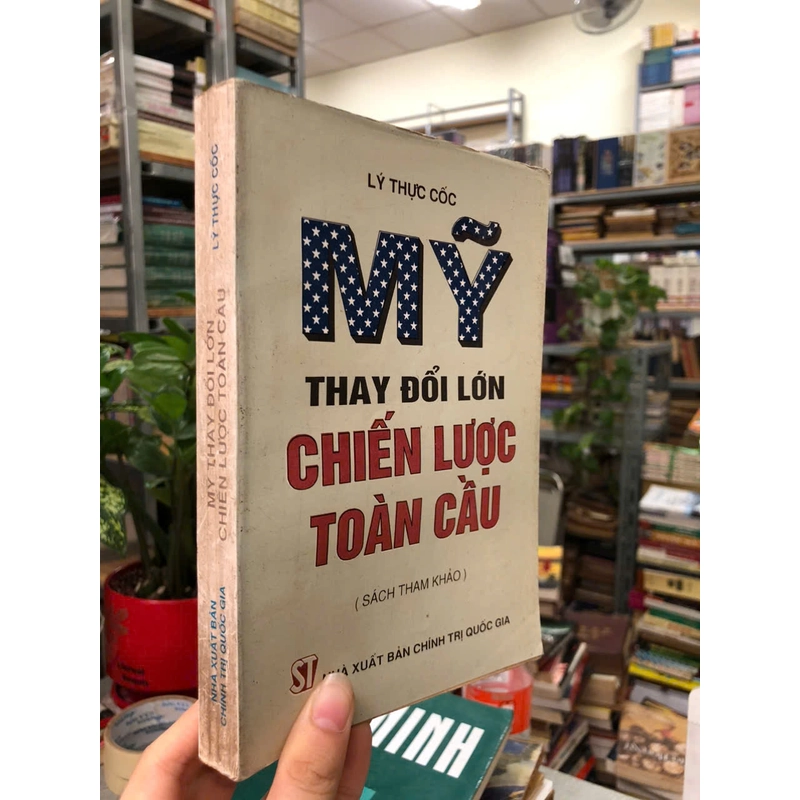 LÝ THỰC CỐC
MỸ
THAY ĐỔI LỚN
CHIẾN LƯỢC
TOÀN CẦU
( SÁCH THAM KHẢO )
ST
NHÀ XUẤT BẢN CHÍNH TRỊ QUỐC GIA
LÝ THỰC CỐC
MỸ THAY ĐỔI LỚN
CHIẾN LƯỢC TOÀN CẦU
NHÀ XUẤT BẢN
CHÍNH TRỊ QUỐC GIA
MINH